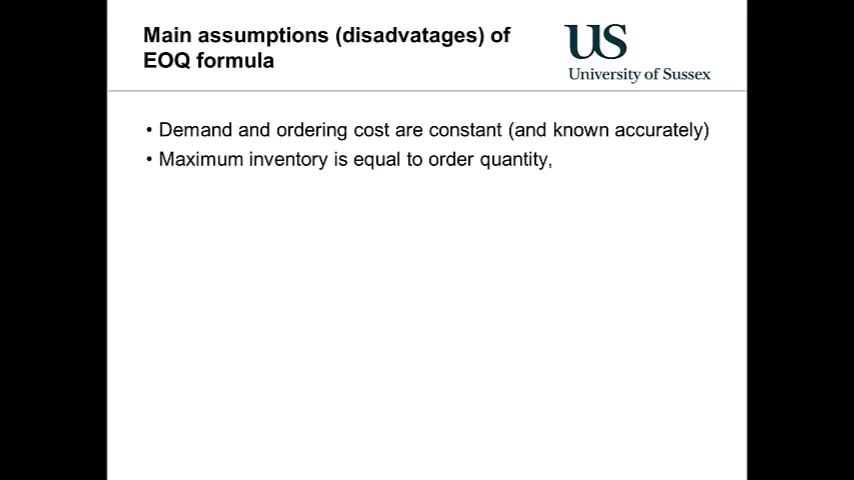 Main assumptions (disadvatages) of
EOQ formula
US
University of Sussex
• Demand and ordering cost are constant (and known accurately)
• Maximum inventory is equal to order quantity,